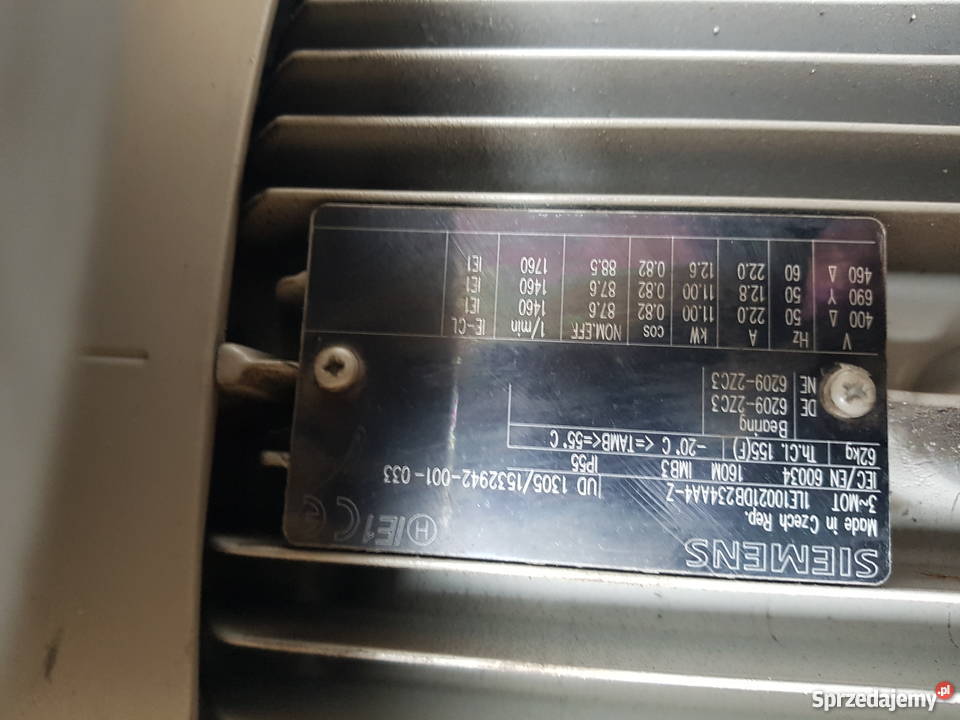 SIEMENS
Made in Czech Rep. H IE1 CE
3~MOT 1LE10021DB234AA4-Z UD 1305/1532942-001-033
IEC/EN 60034 160M IMB3 IP55
62kg Th.Cl. 155(F) -20°C <=TAMB<=55°C
Bearing
DE 6209-2ZC3
NE 6209-2ZC3
V Hz A kW cos NOM.EFF 1/min IE-CL
400 Δ 50 22.0 11.00 0.82 87.6 1460 IE1
690 Y 50 12.8 11.00 0.82 87.6 1460 IE1
460 Δ 60 22.0 12.6 0.82 88.5 1760 IE1
Sprzedajemy.pl